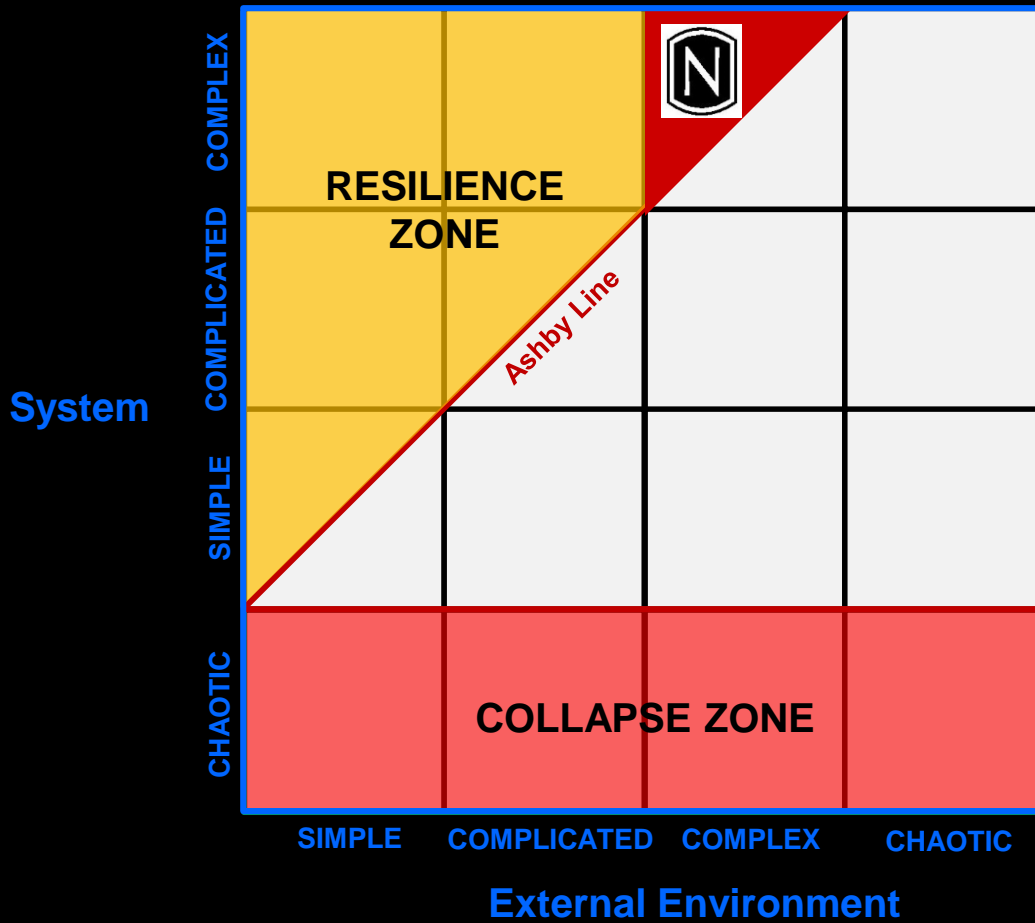 COMPLEX
N
RESILIENCE
ZONE
COMPLICATED
Ashby Line
System
SIMPLE
CHAOTIC
COLLAPSE ZONE
SIMPLE COMPLICATED COMPLEX CHAOTIC
External Environment